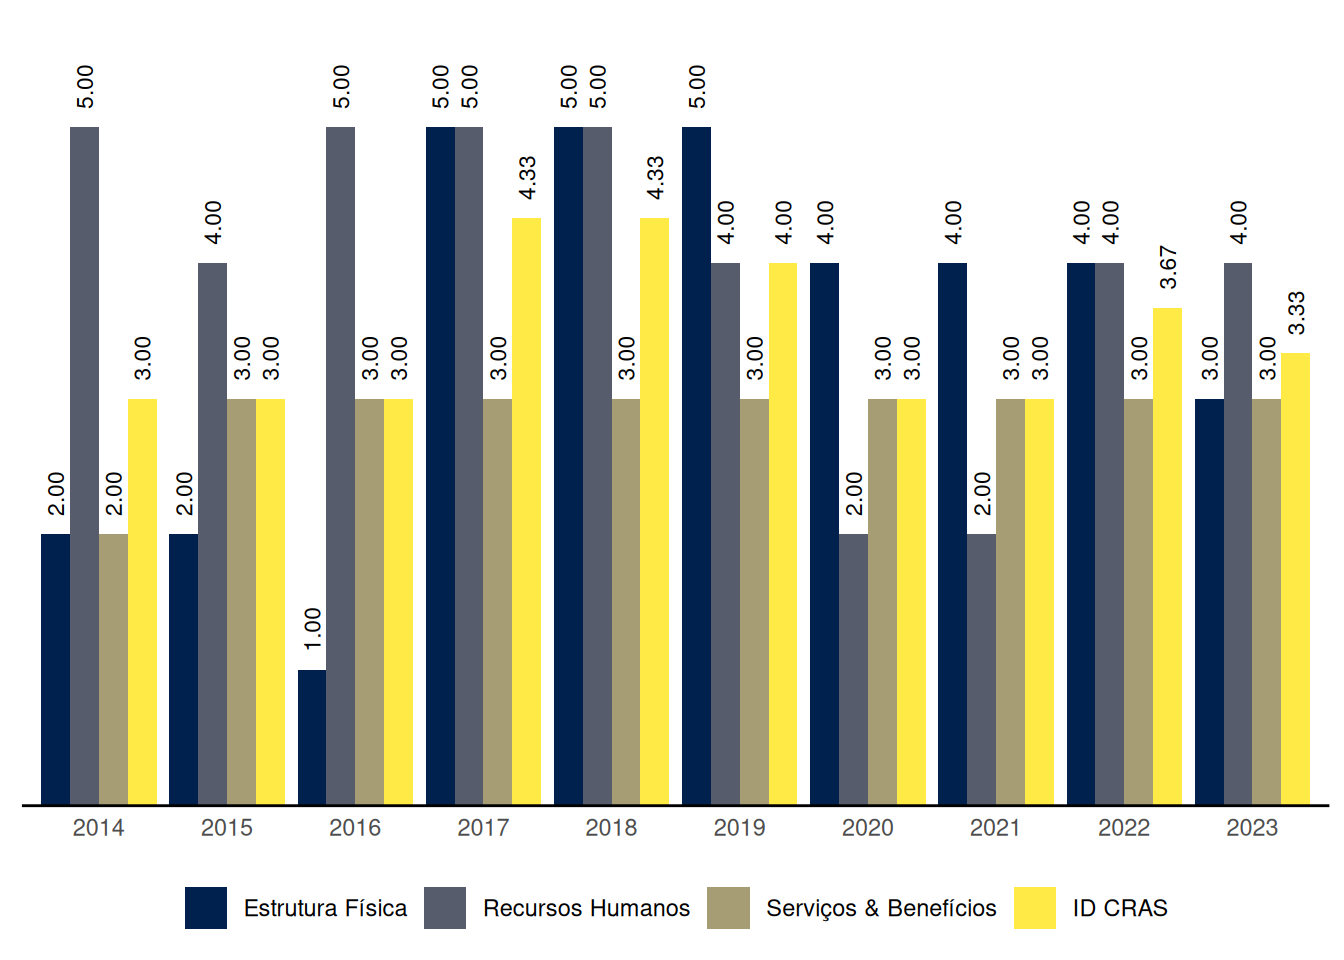 5.00 5.00 5.00 5.00 5.00 5.00 5.00
4.33 4.33
4.00 4.00 4.00 4.00 4.00 4.00 4.00 4.00
3.67
3.33
3.00 3.00 3.00 3.00 3.00 3.00 3.00 3.00 3.00 3.00 3.00 3.00 3.00 3.00 3.00 3.00
2.00 2.00 2.00 2.00 2.00
1.00
2014 2015 2016 2017 2018 2019 2020 2021 2022 2023
Estrutura Física Recursos Humanos Serviços & Benefícios ID CRAS